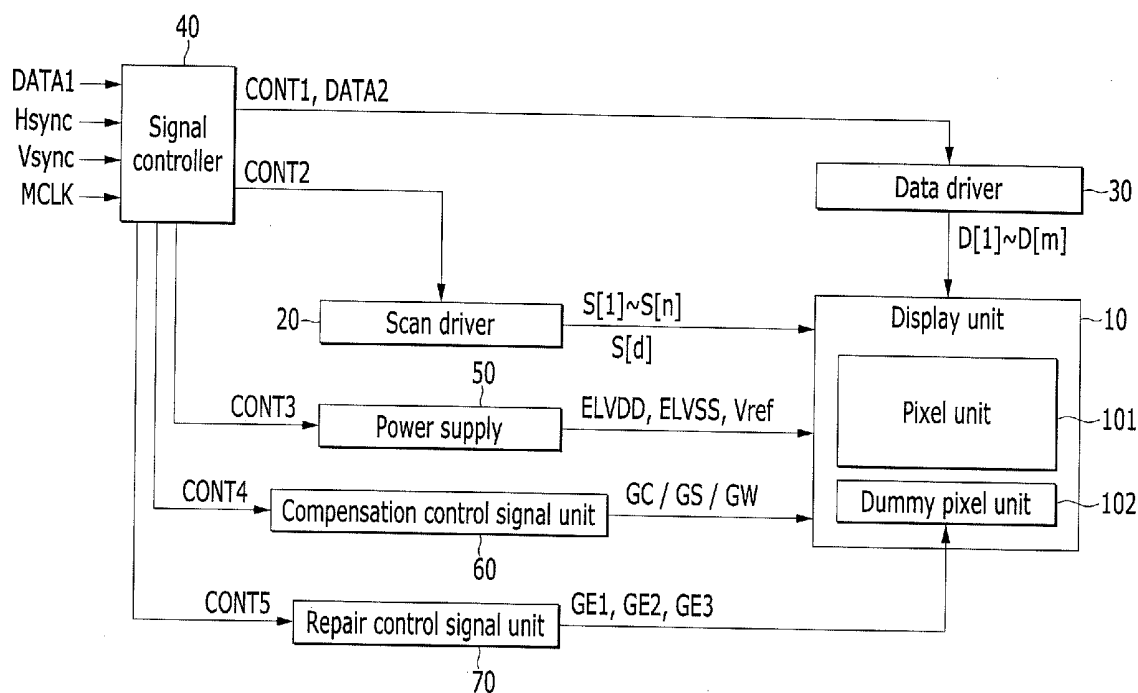 40
DATA1
Hsync
Vsync
MCLK
Signal
controller
CONT1, DATA2
CONT2
Data driver
30
D[1]~D[m]
20
Scan driver
S[1]~S[n]
S[d]
Display unit
10
50
CONT3
Power supply
ELVDD, ELVSS, Vref
Pixel unit
101
CONT4
Compensation control signal unit
GC / GS / GW
Dummy pixel unit
102
60
CONT5
Repair control signal unit
GE1, GE2, GE3
70